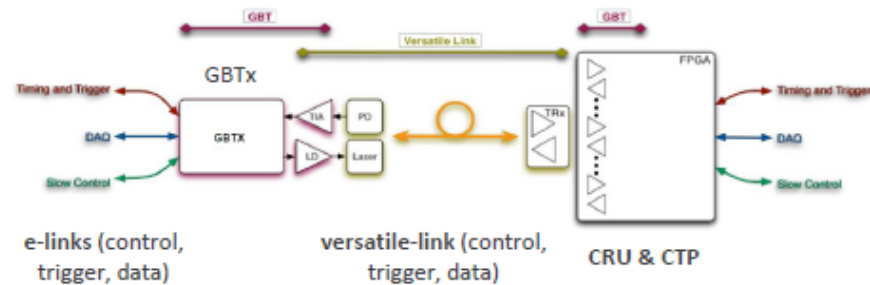 GBT
GBT
Versatile Link
GBTx
FPGA
Timing and Trigger
DAQ
Slow Control
GBTX
TIA
PD
LD
Laser
TRx
Timing and Trigger
DAQ
Slow Control
e-links (control,
trigger, data)
versatile-link (control,
trigger, data)
CRU & CTP